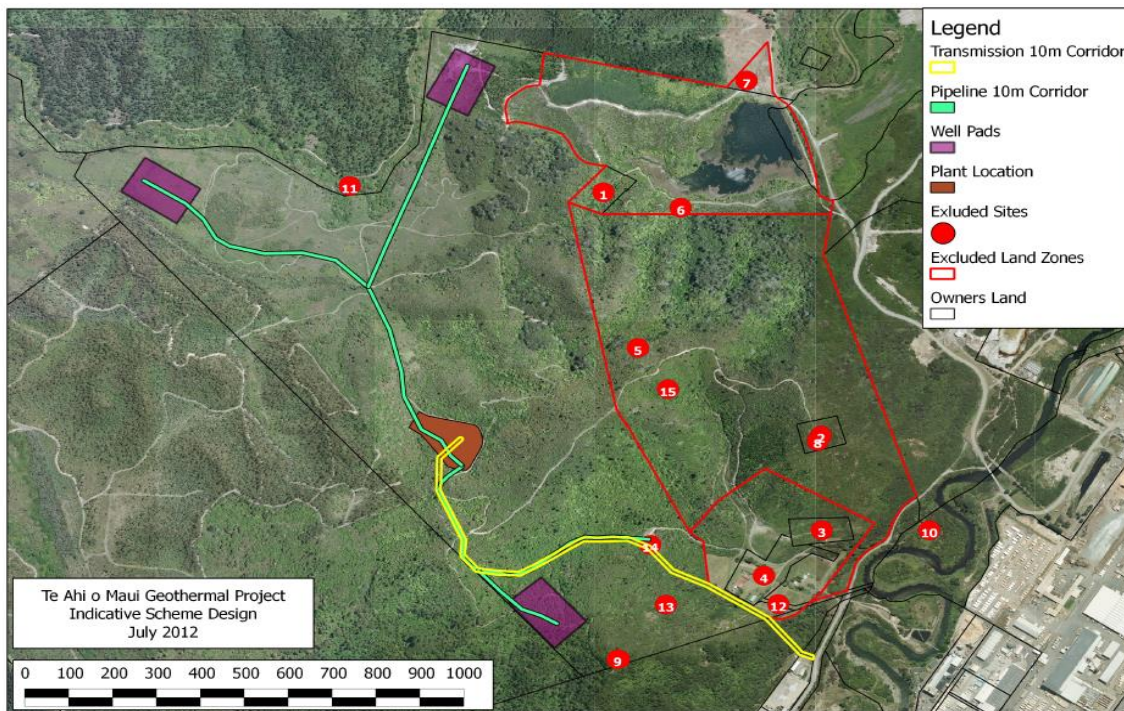 Legend
Transmission 10m Corridor
Pipeline 10m Corridor
Well Pads
Plant Location
Exluded Sites
Excluded Land Zones
Owners Land
7
11
1
6
5
15
2
8
3
10
14
4
13
12
9
Te Ahi o Maui Geothermal Project
Indicative Scheme Design
July 2012
0 100 200 300 400 500 600 700 800 900 1000